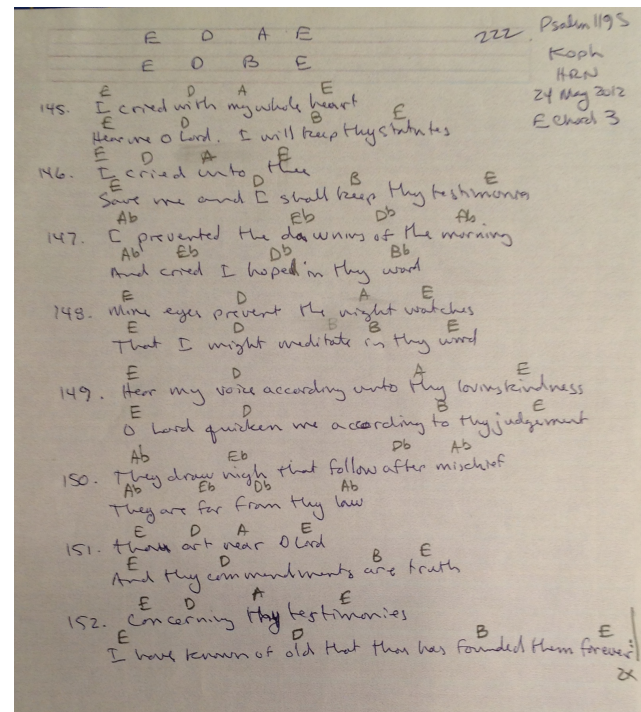 E D A E 222 Psalm 119 S
E D B E Koph
HRN
24 May 2012
E Chord 3
E D A E
145. I cried with my whole heart
E D B E
Hear me O Lord. I will keep thy statutes
E D A E
146. I cried unto thee
E D B E
Save me and I shall keep thy testimonies
Ab Eb Db Ab
147. I prevented the dawning of the morning
Ab Eb Db Bb
And cried I hoped in thy word
E D A E
148. Mine eyes prevent the night watches
E D B B E
That I might meditate in thy word
E D A E
149. Hear my voice according unto thy lovingkindness
E D B E
O Lord quicken me according to thy judgement
Ab Eb Db Ab
150. They draw nigh that follow after mischief
Ab Eb Db Ab
They are far from thy law
E D A E
151. Thou art near O Lord
E D B E
And thy commandments are truth
E D A E
152. Concerning thy testimonies
E D B E
I have known of old that thou has founded them forever
2x